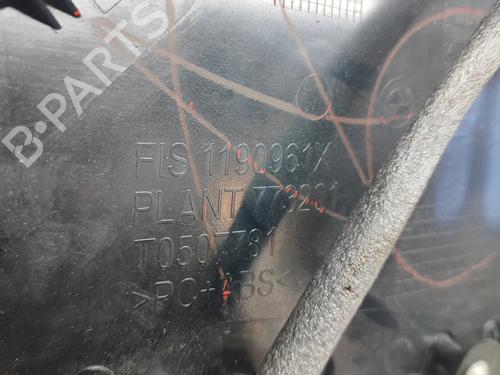 FIS 1190961X
PLANT 773201
T0507781
>PC+ABS<
B-PARTS